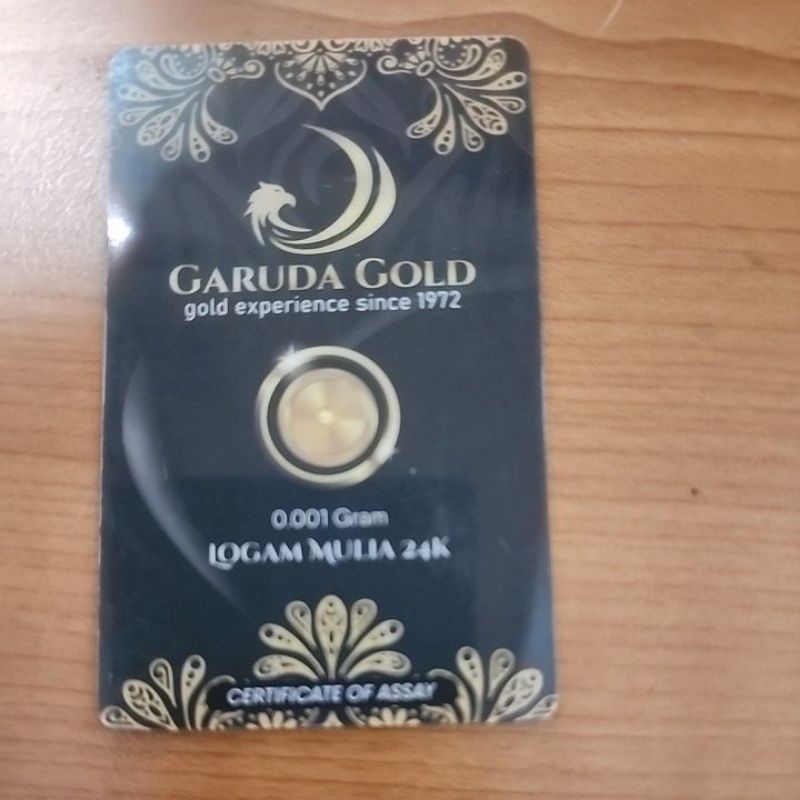 GARUDA GOLD
gold experience since 1972
0.001 Gram
LOGAM MULIA 24K
CERTIFICATE OF ASSAY